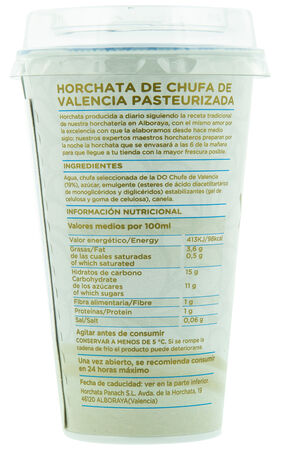 HORCHATA DE CHUFA DE
VALENCIA PASTEURIZADA
Horchata producida a diario siguiendo la receta tradicional
de nuestra horchatería en Alboraya, con el mismo amor por
la excelencia con que la elaboramos desde hace medio
siglo; nuestros expertos maestros horchateros preparan por
la noche la horchata que se envasará a las 6 de la mañana
para que llegue a tu tienda con la mayor frescura posible.
INGREDIENTES
Agua, chufa seleccionada de la DO Chufa de Valencia
(19%), azúcar, emulgente (esteres de ácido diacetiltartárico
de monoglicéridos y diglicéridos) estabilizantes (gel de
celulosa y goma de celulosa), canela.
INFORMACIÓN NUTRICIONAL
Valores medios por 100ml
Valor energético/Energy 413KJ/98kcal
Grasas/Fat 3,6 g
de las cuales saturadas 0,5 g
of which saturated
Hidratos de carbono 15 g
Carbohydrate
de los azúcares 11 g
of which sugars
Fibra alimentaria/Fibre 1 g
Proteínas/Protein 1 g
Sal/Salt 0,06 g
Agitar antes de consumir
CONSERVAR A MENOS DE 5 °C. Si se rompe la
cadena de frío el producto puede deteriorarse.
Una vez abierto, se recomienda consumir
en 24 horas máximo
Fecha de caducidad: ver en la parte inferior.
Horchata Panach S.L. Avda. de la Horchata, 19
46120 ALBORAYA(Valencia)